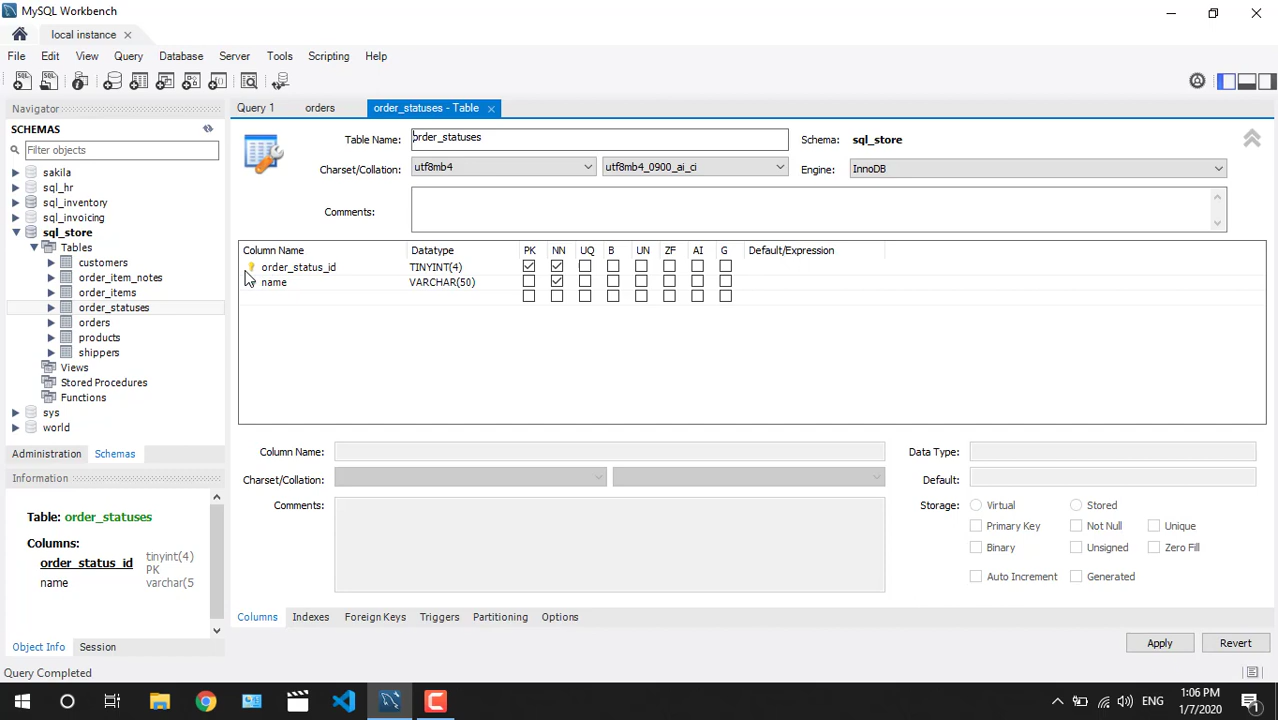 MySQL Workbench
local instance
File Edit View Query Database Server Tools Scripting Help
Navigator
SCHEMAS
Filter objects
sakila
sql_hr
sql_inventory
sql_invoicing
sql_store
Tables
customers
order_item_notes
order_items
order_statuses
orders
products
shippers
Views
Stored Procedures
Functions
sys
world
Administration Schemas
Information
Table: order_statuses
Columns:
order_status_id tinyint(4)
PK
name varchar(5
Object Info Session
Query 1 orders order_statuses - Table
Table Name: order_statuses Schema: sql_store
Charset/Collation: utf8mb4 utf8mb4_0900_ai_ci Engine: InnoDB
Comments:
Column Name Datatype PK NN UQ B UN ZF AI G Default/Expression
order_status_id TINYINT(4)
name VARCHAR(50)
Column Name: Data Type:
Charset/Collation: Default:
Comments: Storage: Virtual Stored
Primary Key Not Null Unique
Binary Unsigned Zero Fill
Auto Increment Generated
Columns Indexes Foreign Keys Triggers Partitioning Options
Apply Revert
Query Completed
ENG
1:06 PM
1/7/2020
1